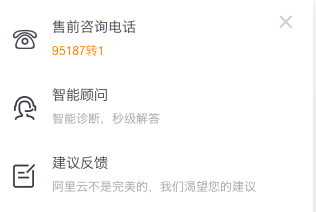 售前咨询电话
95187转1
智能顾问
智能诊断，秒级解答
建议反馈
阿里云不是完美的，我们渴望您的建议